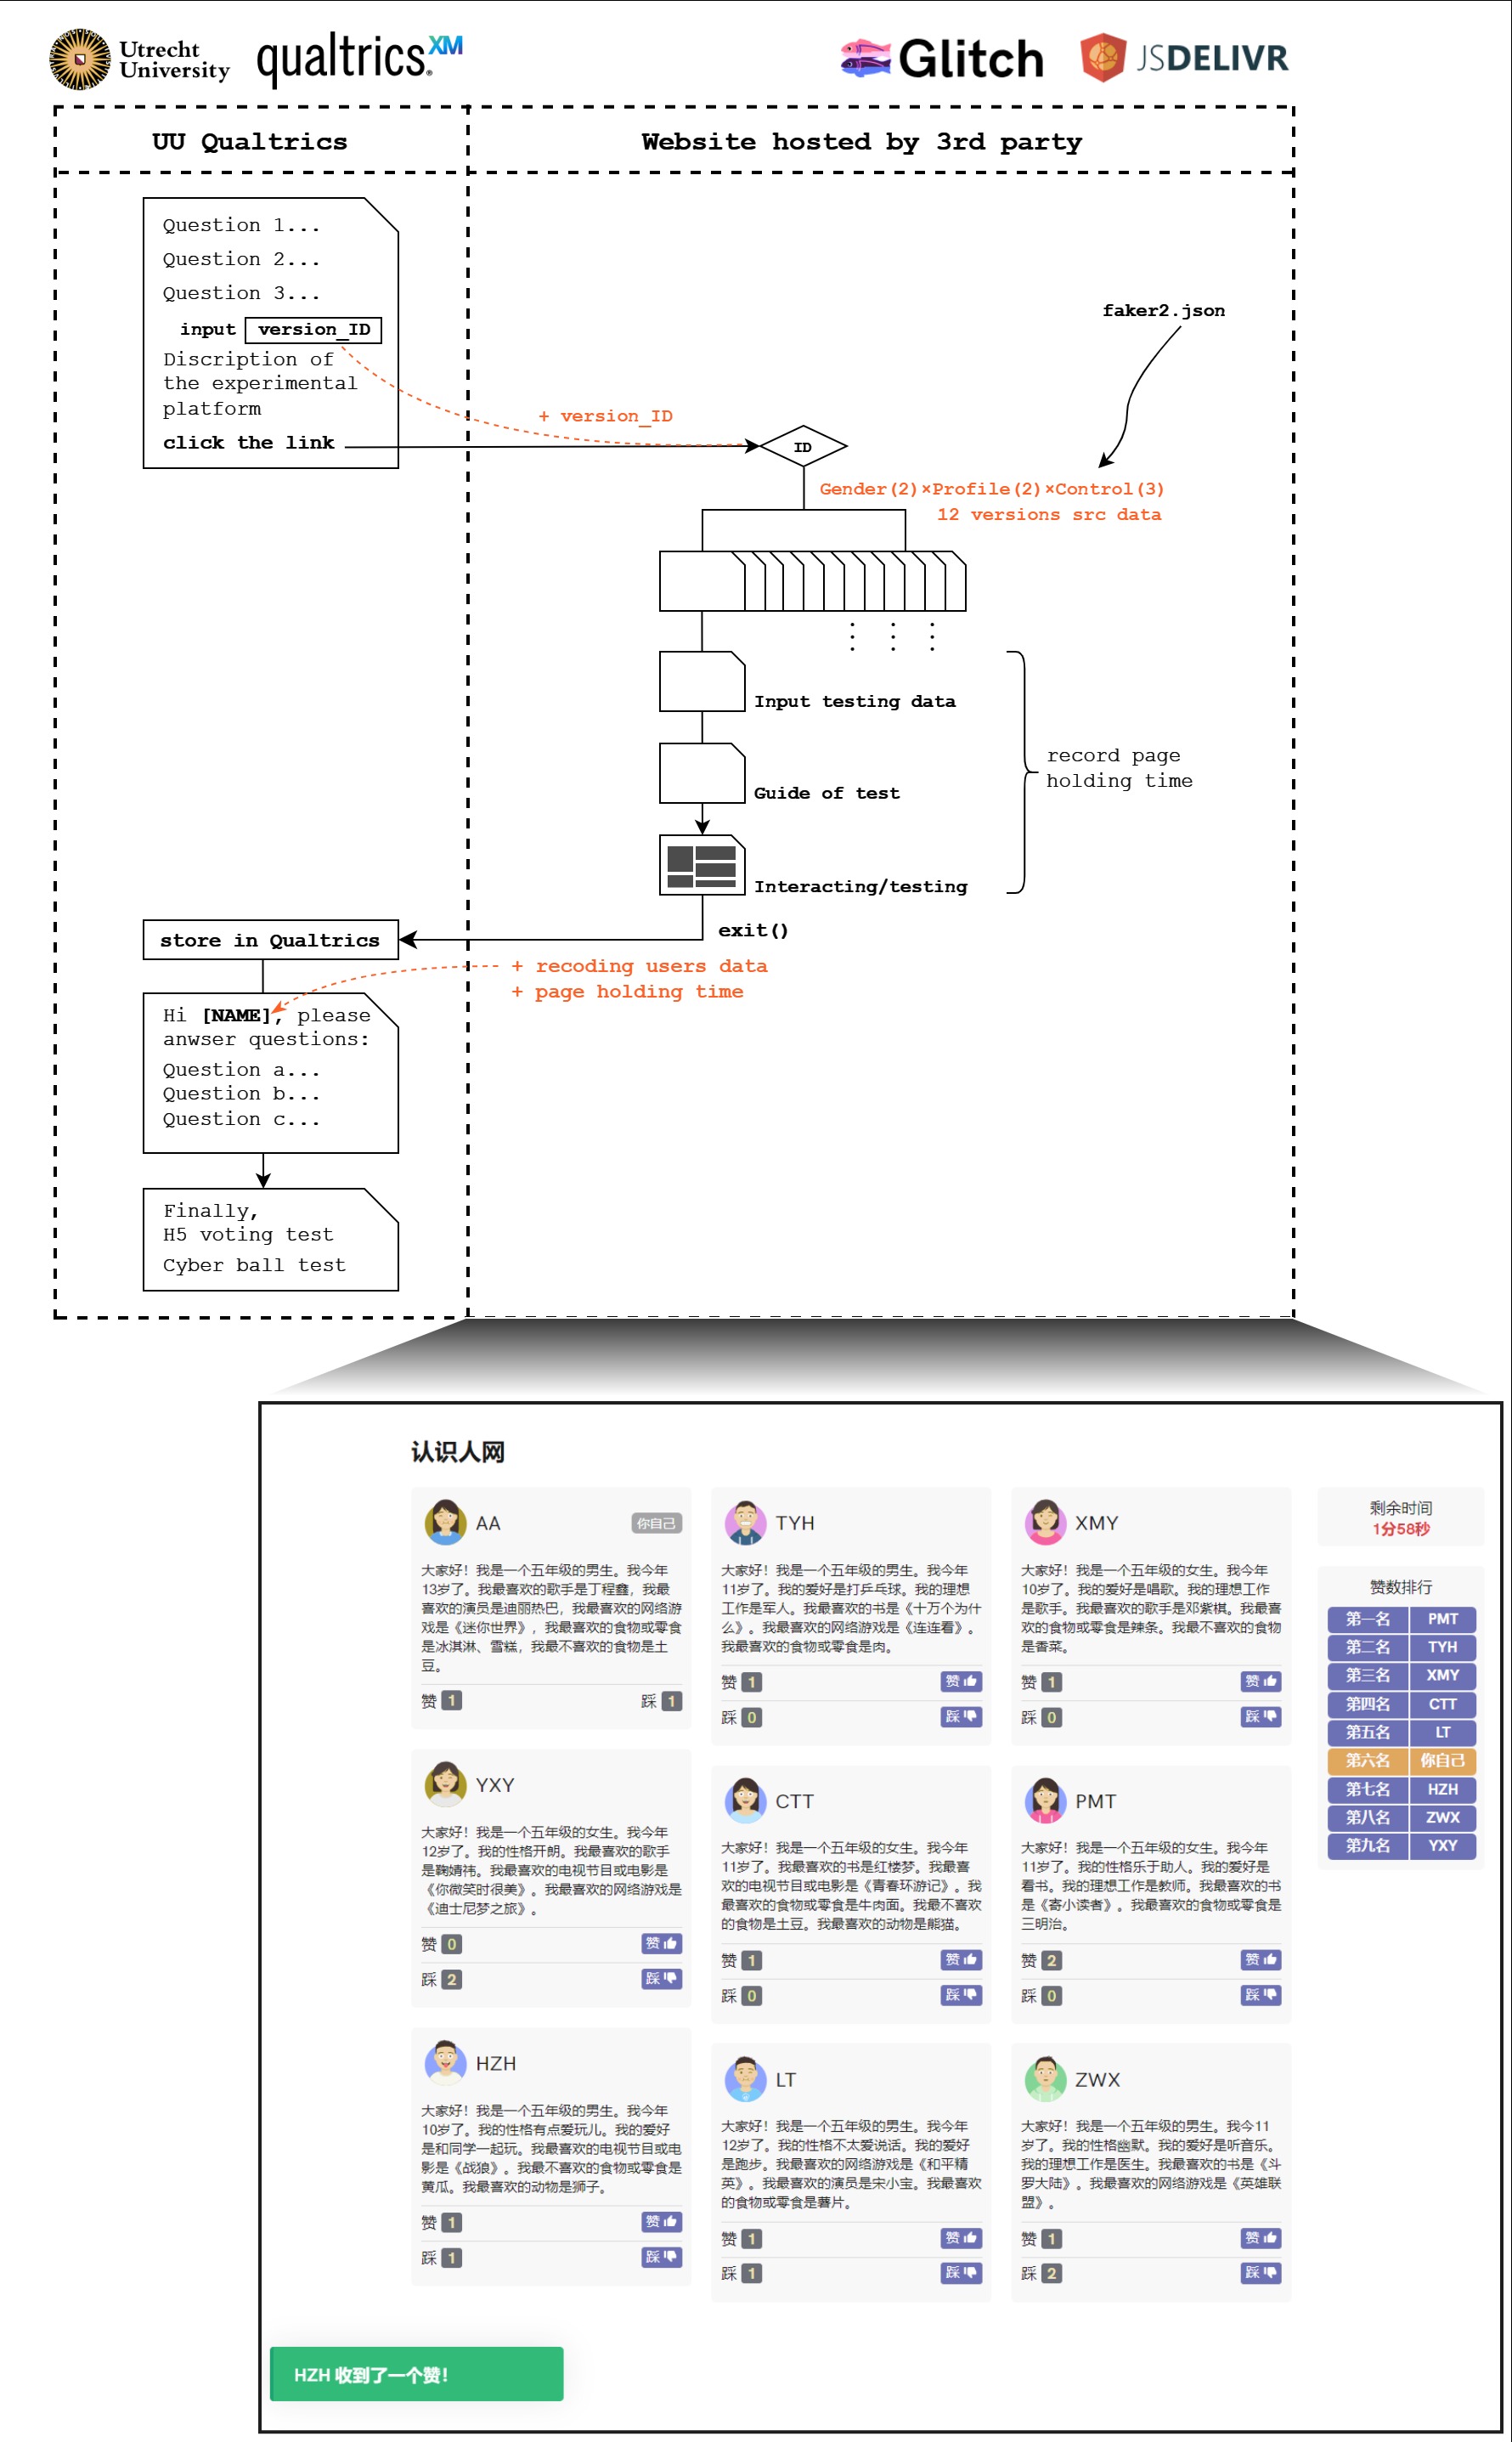 Utrecht
University
qualtrics.XM
Glitch
JSDELIVR
UU Qualtrics
Website hosted by 3rd party
Question 1...
Question 2...
Question 3...
input version_ID
Discription of
the experimental
platform
click the link
+ version_ID
ID
faker2.json
Gender(2)×Profile(2)×Control(3)
12 versions src data
Input testing data
Guide of test
Interacting/testing
record page
holding time
exit()
store in Qualtrics
+ recoding users data
+ page holding time
Hi [NAME], please
anwser questions:
Question a...
Question b...
Question c...
Finally,
H5 voting test
Cyber ball test
认识人网
AA
你自己
大家好！我是一个五年级的男生。我今年
13岁了。我最喜欢的歌手是丁程鑫，我最
喜欢的演员是迪丽热巴，我最喜欢的网络游
戏是《迷你世界》，我最喜欢的食物或零食
是冰淇淋、雪糕，我最不喜欢的食物是土
豆。
赞 1
踩 1
TYH
大家好！我是一个五年级的男生。我今年
11岁了。我的爱好是打乒乓球。我的理想
工作是军人。我最喜欢的书是《十万个为什
么》。我最喜欢的网络游戏是《连连看》。
我最喜欢的食物或零食是肉。
赞 1
赞
踩 0
踩
XMY
大家好！我是一个五年级的女生。我今年
10岁了。我的爱好是唱歌。我的理想工作
是歌手。我最喜欢的歌手是邓紫棋。我最喜
欢的食物或零食是辣条。我最不喜欢的食物
是香菜。
赞 1
赞
踩 0
踩
YXY
大家好！我是一个五年级的女生。我今年
12岁了。我的性格开朗。我最喜欢的歌手
是鞠婧祎。我最喜欢的电视节目或电影是
《你微笑时很美》。我最喜欢的网络游戏是
《迪士尼梦之旅》。
赞 0
赞
踩 2
踩
CTT
大家好！我是一个五年级的女生。我今年
11岁了。我最喜欢的书是红楼梦。我最喜
欢的电视节目或电影是《青春环游记》。我
最喜欢的食物或零食是牛肉面。我最不喜欢
的食物是土豆。我最喜欢的动物是熊猫。
赞 1
赞
踩 0
踩
PMT
大家好！我是一个五年级的女生。我今年
11岁了。我的性格乐于助人。我的爱好是
看书。我的理想工作是教师。我最喜欢的书
是《寄小读者》。我最喜欢的食物或零食是
三明治。
赞 2
赞
踩 0
踩
HZH
大家好！我是一个五年级的男生。我今年
10岁了。我的性格有点爱玩儿。我的爱好
是和同学一起玩。我最喜欢的电视节目或电
影是《战狼》。我最不喜欢的食物或零食是
黄瓜。我最喜欢的动物是狮子。
赞 1
赞
踩 1
踩
LT
大家好！我是一个五年级的男生。我今年
12岁了。我的性格不太爱说话。我的爱好
是跑步。我最喜欢的网络游戏是《和平精
英》。我最喜欢的演员是宋小宝。我最喜欢
的食物或零食是薯片。
赞 1
赞
踩 1
踩
ZWX
大家好！我是一个五年级的男生。我今11
岁了。我的性格幽默。我的爱好是听音乐。
我的理想工作是医生。我最喜欢的书是《斗
罗大陆》。我最喜欢的网络游戏是《英雄联
盟》。
赞 1
赞
踩 2
踩
剩余时间
1分58秒
赞数排行
第一名 PMT
第二名 TYH
第三名 XMY
第四名 CTT
第五名 LT
第六名 你自己
第七名 HZH
第八名 ZWX
第九名 YXY
HZH 收到了一个赞！